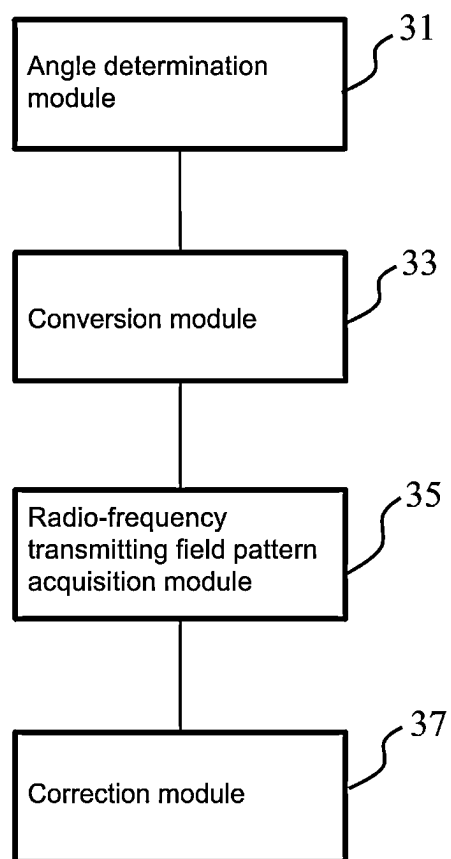 31
Angle determination
module
33
Conversion module
35
Radio-frequency
transmitting field pattern
acquisition module
37
Correction module